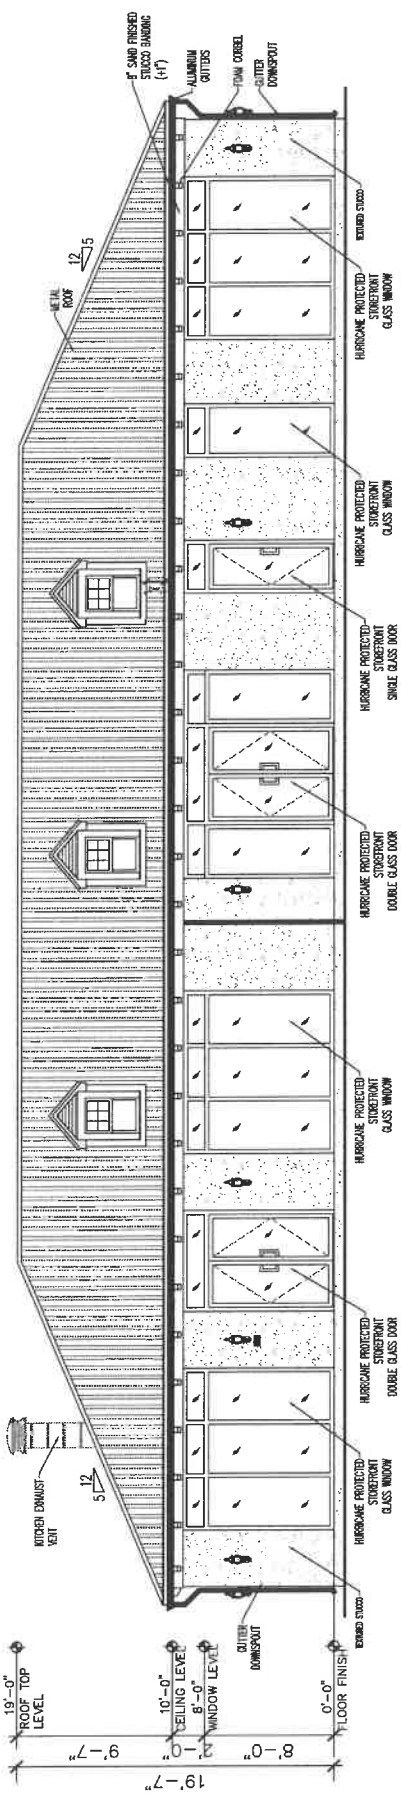 19'-0"
ROOF TOP
LEVEL
10'-0"
CEILING LEVEL
8'-0"
WINDOW LEVEL
0'-0"
FLOOR FINISH
9'-7"
2'-0"
8'-0"
19'-7"
KITCHEN EXHAUST
VENT
12
5
METAL
ROOF
12
5
8" SAND FINISHED
STUCCO BANDING
(+1")
ALUMINUM
GUTTERS
FOAM CORBEL
GUTTER
DOWNSPOUT
GUTTER
DOWNSPOUT
TEXTURED STUCCO
HURRICANE PROTECTED
STOREFRONT
GLASS WINDOW
HURRICANE PROTECTED
STOREFRONT
DOUBLE GLASS DOOR
HURRICANE PROTECTED
STOREFRONT
GLASS WINDOW
HURRICANE PROTECTED
STOREFRONT
DOUBLE GLASS DOOR
HURRICANE PROTECTED
STOREFRONT
SINGLE GLASS DOOR
HURRICANE PROTECTED
STOREFRONT
GLASS WINDOW
HURRICANE PROTECTED
STOREFRONT
GLASS WINDOW
TEXTURED STUCCO